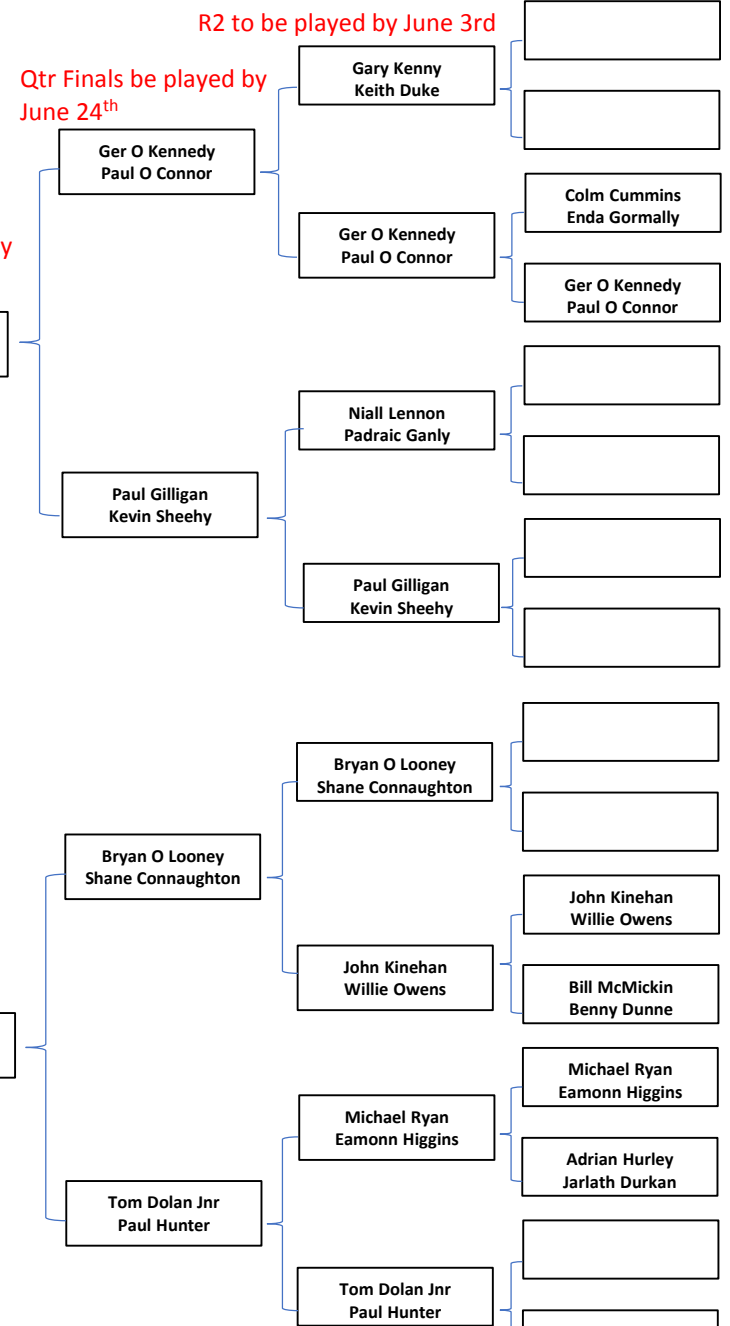 R2 to be played by June 3rd
Qtr Finals be played by
June 24th
y
Gary Kenny
Keith Duke
Ger O Kennedy
Paul O Connor
Colm Cummins
Enda Gormally
Ger O Kennedy
Paul O Connor
Ger O Kennedy
Paul O Connor
Niall Lennon
Padraic Ganly
Paul Gilligan
Kevin Sheehy
Paul Gilligan
Kevin Sheehy
Bryan O Looney
Shane Connaughton
Bryan O Looney
Shane Connaughton
John Kinehan
Willie Owens
John Kinehan
Willie Owens
Bill McMickin
Benny Dunne
Michael Ryan
Eamonn Higgins
Michael Ryan
Eamonn Higgins
Adrian Hurley
Jarlath Durkan
Tom Dolan Jnr
Paul Hunter
Tom Dolan Jnr
Paul Hunter